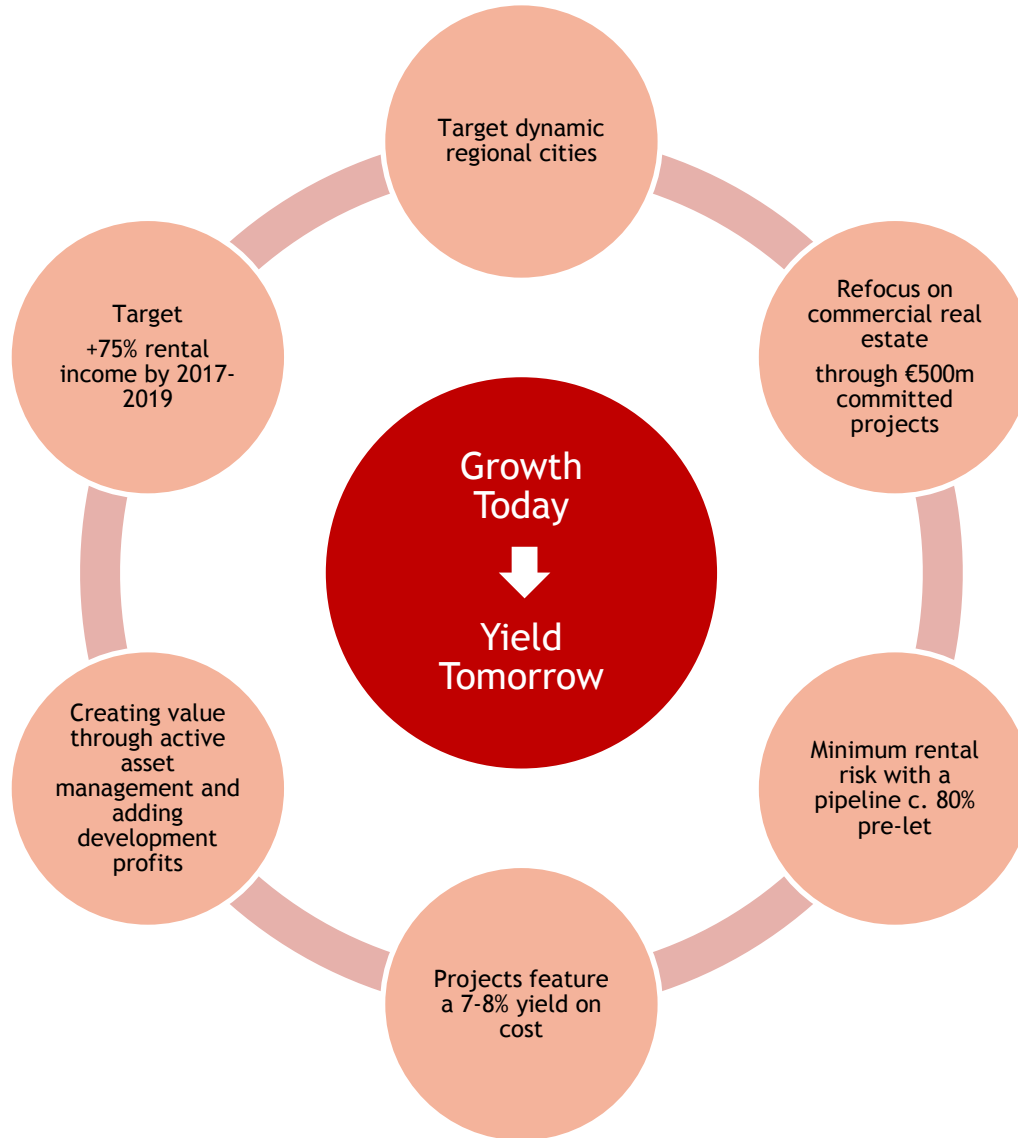 Target dynamic
regional cities
Refocus on
commercial real
estate
through €500m
committed
projects
Minimum rental
risk with a
pipeline c. 80%
pre-let
Projects feature
a 7-8% yield on
cost
Creating value
through active
asset
management and
adding
development
profits
Target
+75% rental
income by 2017-
2019
Growth
Today
Yield
Tomorrow